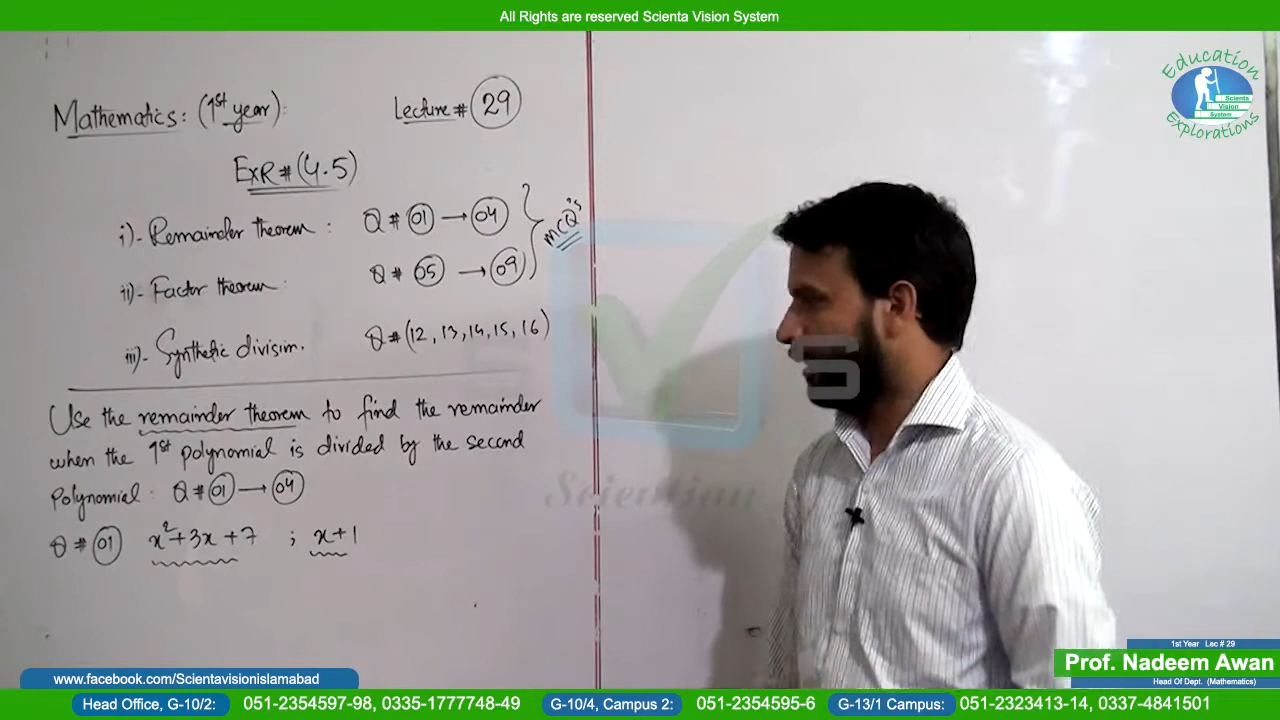 All Rights are reserved Scienta Vision System
Education
Scienta
Vision
System
Explorations
Mathematics: (1st year):
Lecture # 29
EXR # (4.5)
i)- Remainder theorem : Q # 01 → 04
ii)- Factor theorem : Q # 05 → 09
MCQ's
iii)- Synthetic division. Q # (12, 13, 14, 15, 16)
Use the remainder theorem to find the remainder
when the 1st polynomial is divided by the second
polynomial: Q # 01 → 04
Q # 01 x²+3x+7 ; x+1
S
Scientian
1st Year Lec # 29
Prof. Nadeem Awan
Head Of Dept. (Mathematics)
www.facebook.com/Scientavisionislamabad
Head Office, G-10/2: 051-2354597-98, 0335-1777748-49 G-10/4, Campus 2: 051-2354595-6 G-13/1 Campus: 051-2323413-14, 0337-4841501